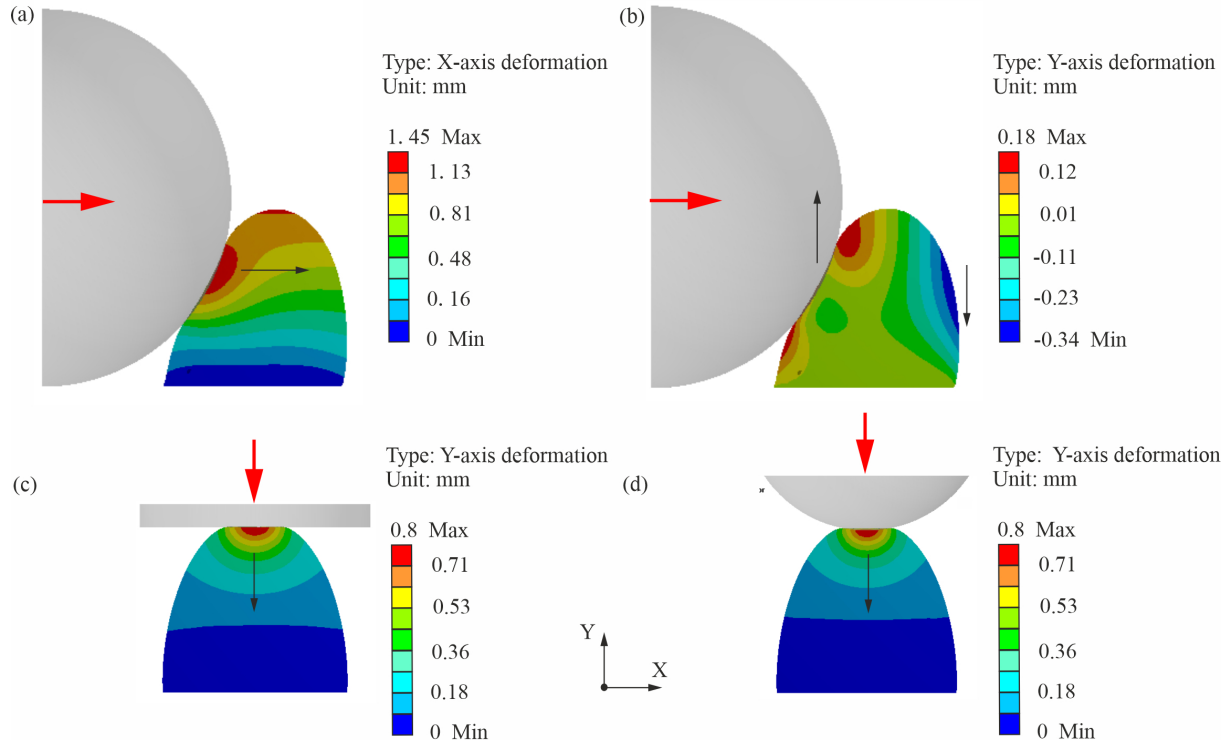 (a)
Type: X-axis deformation
Unit: mm
1.45 Max
1.13
0.81
0.48
0.16
0 Min
(b)
Type: Y-axis deformation
Unit: mm
0.18 Max
0.12
0.01
-0.11
-0.23
-0.34 Min
(c)
Type: Y-axis deformation
Unit: mm
0.8 Max
0.71
0.53
0.36
0.18
0 Min
Y
X
(d)
Type: Y-axis deformation
Unit: mm
0.8 Max
0.71
0.53
0.36
0.18
0 Min